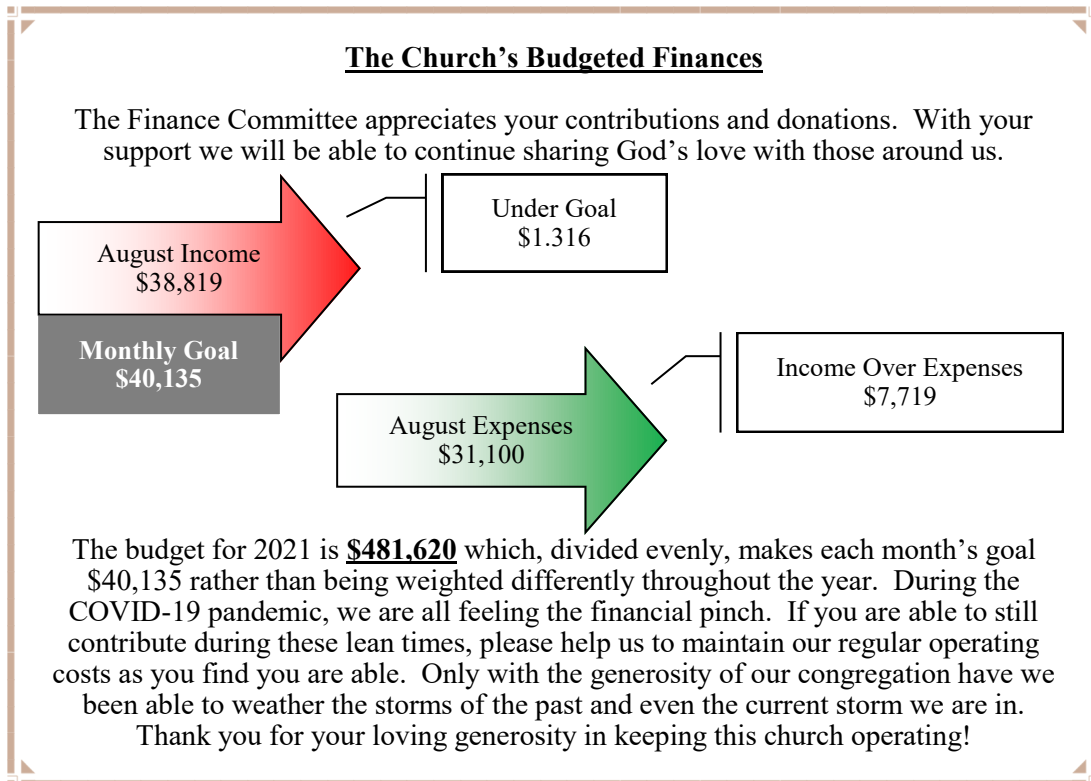 The Church’s Budgeted Finances
The Finance Committee appreciates your contributions and donations.  With your
support we will be able to continue sharing God’s love with those around us.
Under Goal
$1.316
August Income
$38,819
Monthly Goal
$40,135
Income Over Expenses
$7,719
August Expenses
$31,100
The budget for 2021 is $481,620 which, divided evenly, makes each month’s goal
$40,135 rather than being weighted differently throughout the year.  During the
COVID-19 pandemic, we are all feeling the financial pinch.  If you are able to still
contribute during these lean times, please help us to maintain our regular operating
costs as you find you are able.  Only with the generosity of our congregation have we
been able to weather the storms of the past and even the current storm we are in.
Thank you for your loving generosity in keeping this church operating!